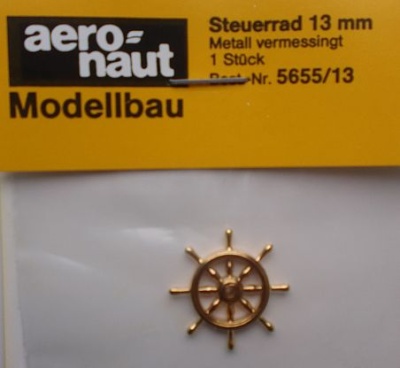 aero-
naut
Modellbau
Steuerrad 13 mm
Metall vermessingt
1 Stück
Best.-Nr. 5655/13